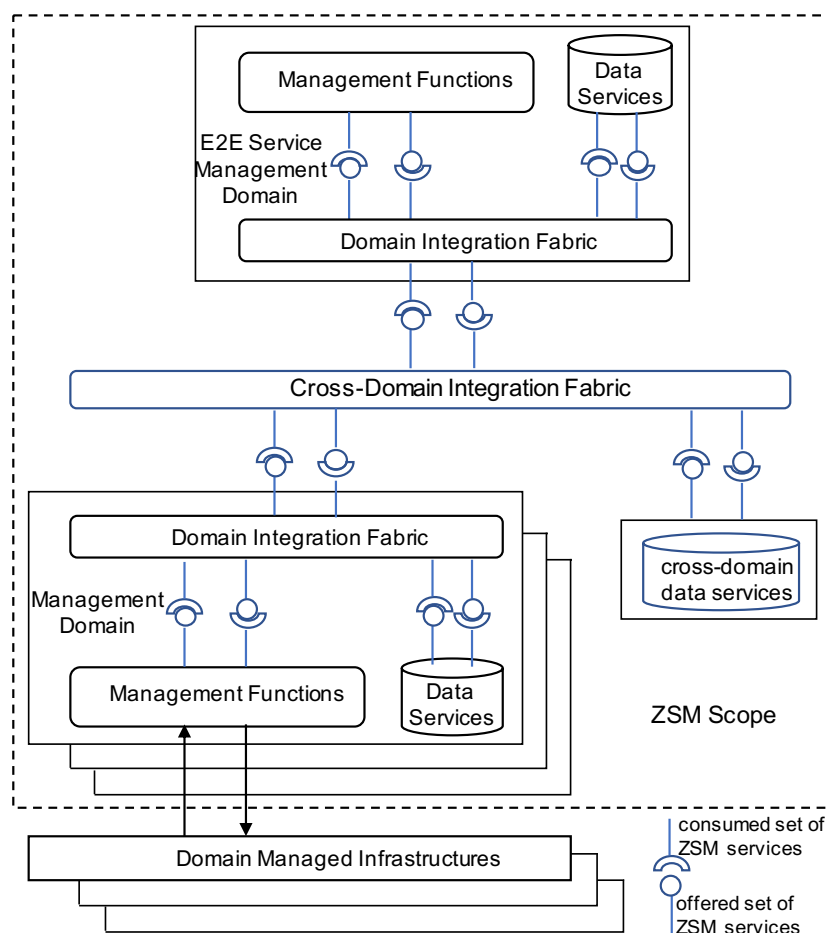 Management Functions
Data
Services
E2E Service
Management
Domain
Domain Integration Fabric
Cross-Domain Integration Fabric
Domain Integration Fabric
Management
Domain
Management Functions
Data
Services
cross-domain
data services
ZSM Scope
Domain Managed Infrastructures
consumed set of
ZSM services
offered set of
ZSM services